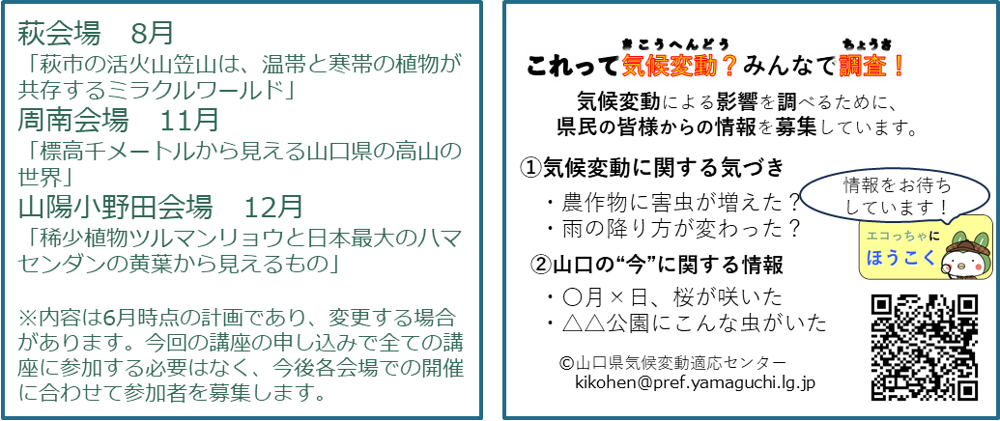 萩会場　8月
「萩市の活火山笠山は、温帯と寒帯の植物が
共存するミラクルワールド」
周南会場　11月
「標高千メートルから見える山口県の高山の
世界」
山陽小野田会場　12月
「稀少植物ツルマンリョウと日本最大のハマ
センダンの黄葉から見えるもの」
※内容は6月時点の計画であり、変更する場合
があります。今回の講座の申し込みで全ての講
座に参加する必要はなく、今後各会場での開催
に合わせて参加者を募集します。
きこうへんどう　ちょうさ
これって気候変動？みんなで調査！
気候変動による影響を調べるために、
県民の皆様からの情報を募集しています。
①気候変動に関する気づき
・農作物に害虫が増えた？
・雨の降り方が変わった？
情報をお待ち
しています！
エコっちゃに
ほうこく
②山口の“今”に関する情報
・〇月×日、桜が咲いた
・△△公園にこんな虫がいた
©山口県気候変動適応センター
kikohen@pref.yamaguchi.lg.jp